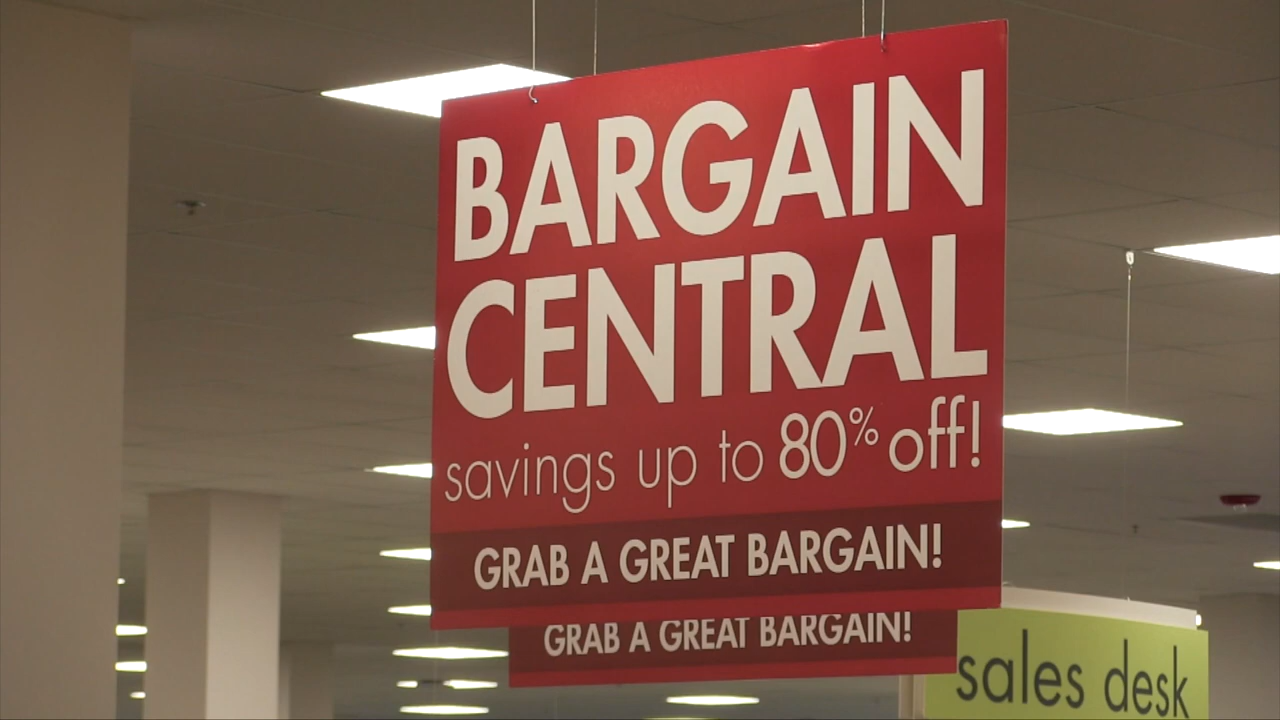 BARGAIN
CENTRAL
savings up to 80% off!
GRAB A GREAT BARGAIN!
GRAB A GREAT BARGAIN!
sales desk